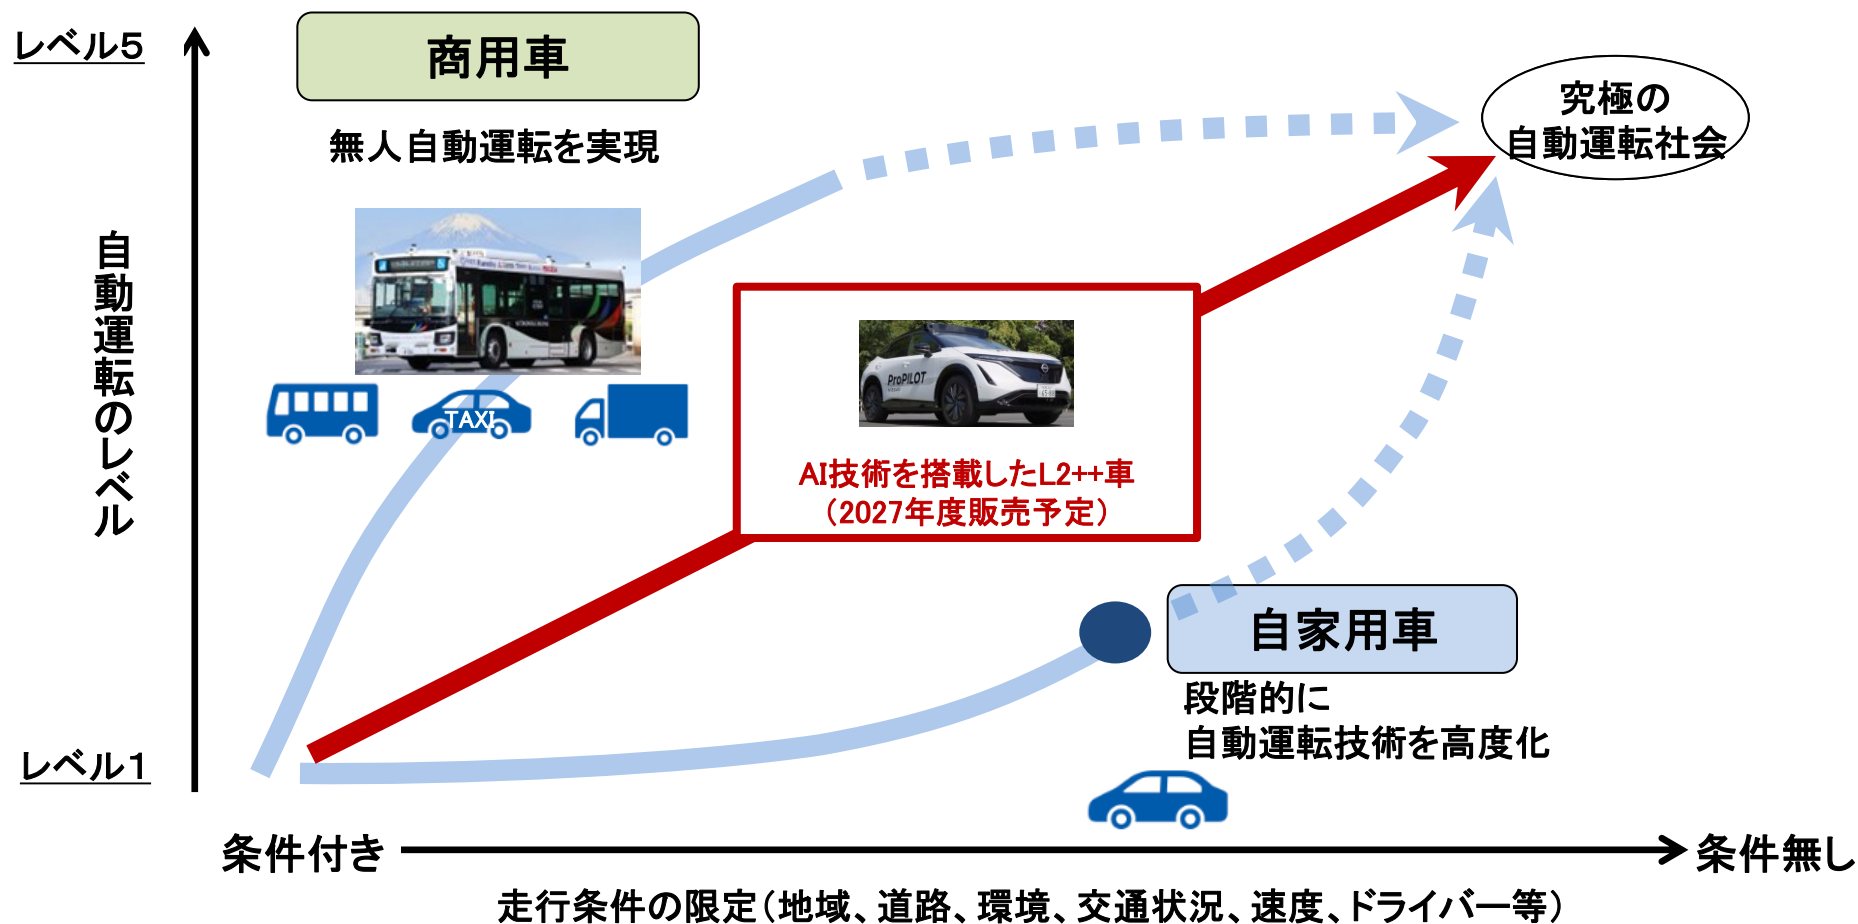 レベル5
商用車
無人自動運転を実現
究極の
自動運転社会
自動運転のレベル
TAXI
ProPILOT
AI技術を搭載したL2++車
（2027年度販売予定）
自家用車
段階的に
自動運転技術を高度化
レベル1
条件付き
条件無し
走行条件の限定（地域、道路、環境、交通状況、速度、ドライバー等）